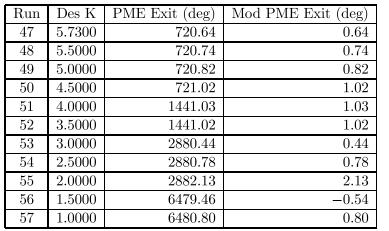 Run Des K PME Exit (deg) Mod PME Exit (deg)
47 5.7300 720.64 0.64
48 5.5000 720.74 0.74
49 5.0000 720.82 0.82
50 4.5000 721.02 1.02
51 4.0000 1441.03 1.03
52 3.5000 1441.02 1.02
53 3.0000 2880.44 0.44
54 2.5000 2880.78 0.78
55 2.0000 2882.13 2.13
56 1.5000 6479.46 −0.54
57 1.0000 6480.80 0.80